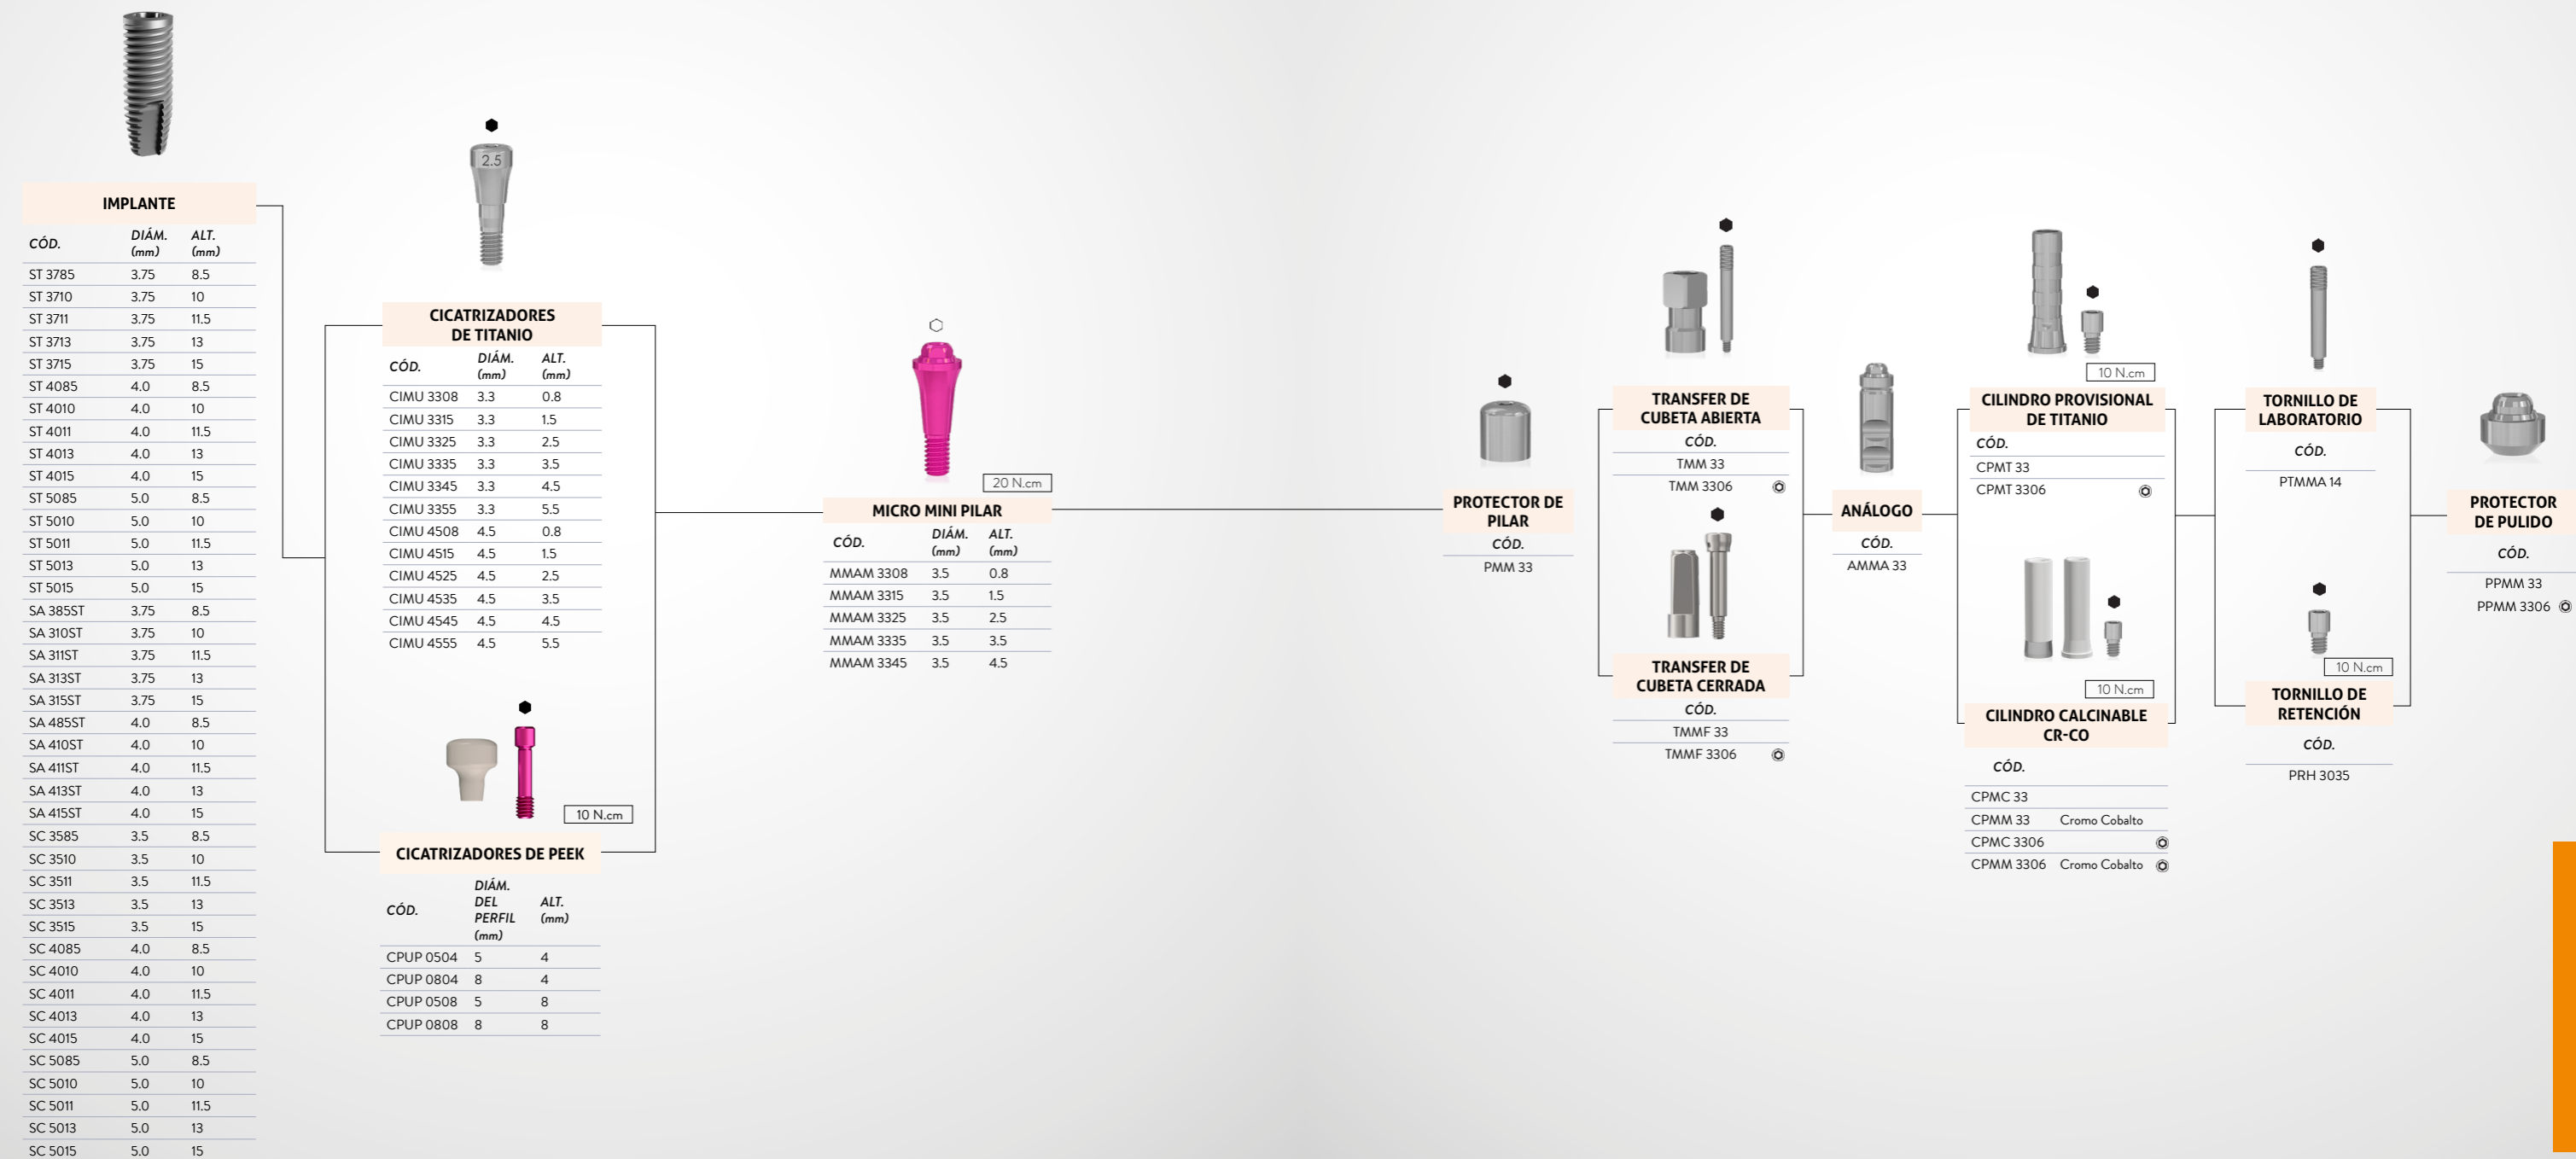 IMPLANTE
CÓD. DIÁM. (mm) ALT. (mm)
ST 3785 3.75 8.5
ST 3710 3.75 10
ST 3711 3.75 11.5
ST 3713 3.75 13
ST 3715 3.75 15
ST 4085 4.0 8.5
ST 4010 4.0 10
ST 4011 4.0 11.5
ST 4013 4.0 13
ST 4015 4.0 15
ST 5085 5.0 8.5
ST 5010 5.0 10
ST 5011 5.0 11.5
ST 5013 5.0 13
ST 5015 5.0 15
SA 385ST 3.75 8.5
SA 310ST 3.75 10
SA 311ST 3.75 11.5
SA 313ST 3.75 13
SA 315ST 3.75 15
SA 485ST 4.0 8.5
SA 410ST 4.0 10
SA 411ST 4.0 11.5
SA 413ST 4.0 13
SA 415ST 4.0 15
SC 3585 3.5 8.5
SC 3510 3.5 10
SC 3511 3.5 11.5
SC 3513 3.5 13
SC 3515 3.5 15
SC 4085 4.0 8.5
SC 4010 4.0 10
SC 4011 4.0 11.5
SC 4013 4.0 13
SC 4015 4.0 15
SC 5085 5.0 8.5
SC 5010 5.0 10
SC 5011 5.0 11.5
SC 5013 5.0 13
SC 5015 5.0 15
2.5
CICATRIZADORES
DE TITANIO
CÓD. DIÁM. (mm) ALT. (mm)
CIMU 3308 3.3 0.8
CIMU 3315 3.3 1.5
CIMU 3325 3.3 2.5
CIMU 3335 3.3 3.5
CIMU 3345 3.3 4.5
CIMU 3355 3.3 5.5
CIMU 4508 4.5 0.8
CIMU 4515 4.5 1.5
CIMU 4525 4.5 2.5
CIMU 4535 4.5 3.5
CIMU 4545 4.5 4.5
CIMU 4555 4.5 5.5
10 N.cm
CICATRIZADORES DE PEEK
CÓD. DIÁM. DEL PERFIL (mm) ALT. (mm)
CPUP 0504 5 4
CPUP 0804 8 4
CPUP 0508 5 8
CPUP 0808 8 8
20 N.cm
MICRO MINI PILAR
CÓD. DIÁM. (mm) ALT. (mm)
MMAM 3308 3.5 0.8
MMAM 3315 3.5 1.5
MMAM 3325 3.5 2.5
MMAM 3335 3.5 3.5
MMAM 3345 3.5 4.5
PROTECTOR DE
PILAR
CÓD.
PMM 33
TRANSFER DE
CUBETA ABIERTA
CÓD.
TMM 33
TMM 3306
TRANSFER DE
CUBETA CERRADA
CÓD.
TMMF 33
TMMF 3306
ANÁLOGO
CÓD.
AMMA 33
10 N.cm
CILINDRO PROVISIONAL
DE TITANIO
CÓD.
CPMT 33
CPMT 3306
10 N.cm
CILINDRO CALCINABLE
CR-CO
CÓD.
CPMC 33
CPMM 33 Cromo Cobalto
CPMC 3306
CPMM 3306 Cromo Cobalto
TORNILLO DE
LABORATORIO
CÓD.
PTMMA 14
10 N.cm
TORNILLO DE
RETENCIÓN
CÓD.
PRH 3035
PROTECTOR
DE PULIDO
CÓD.
PPMM 33
PPMM 3306